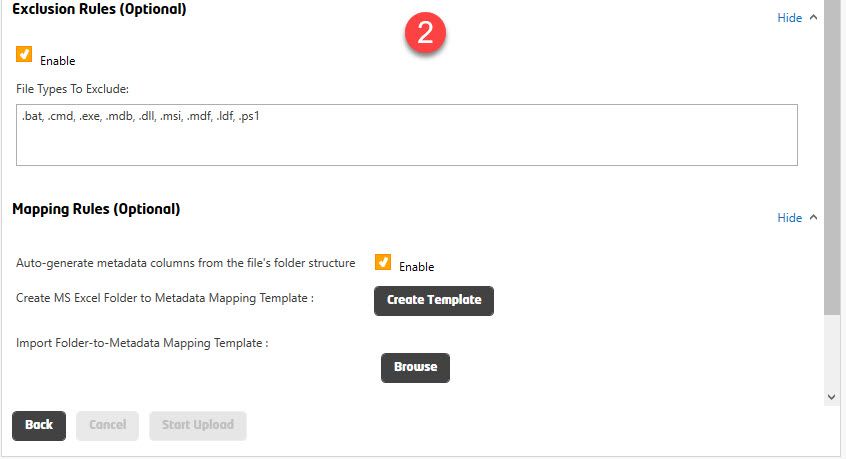 Exclusion Rules (Optional)
2
Hide
Enable
File Types To Exclude:
.bat, .cmd, .exe, .mdb, .dll, .msi, .mdf, .ldf, .ps1
Mapping Rules (Optional)
Hide
Auto-generate metadata columns from the file's folder structure
Enable
Create MS Excel Folder to Metadata Mapping Template :
Create Template
Import Folder-to-Metadata Mapping Template :
Browse
Back
Cancel
Start Upload